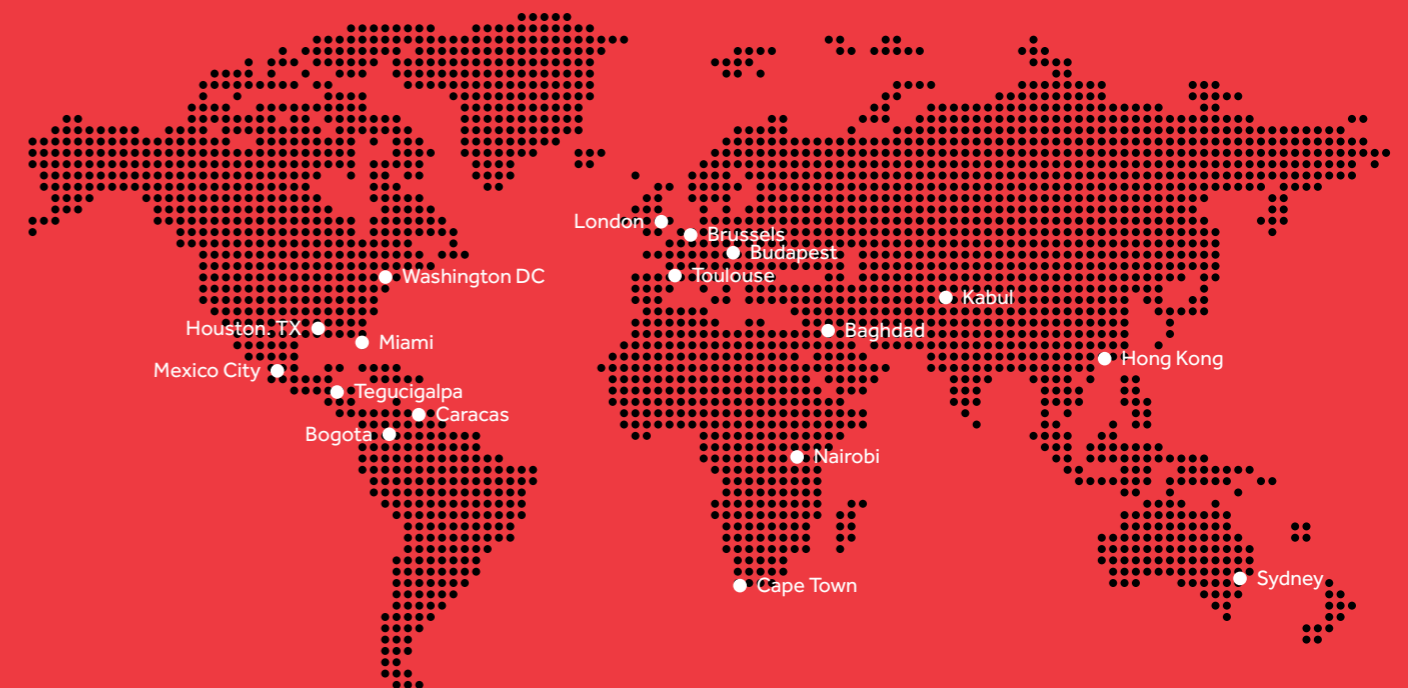 London
Brussels
Budapest
Washington DC
Toulouse
Kabul
Houston. TX
Baghdad
Miami
Hong Kong
Mexico City
Tegucigalpa
Caracas
Bogota
Nairobi
Sydney
Cape Town